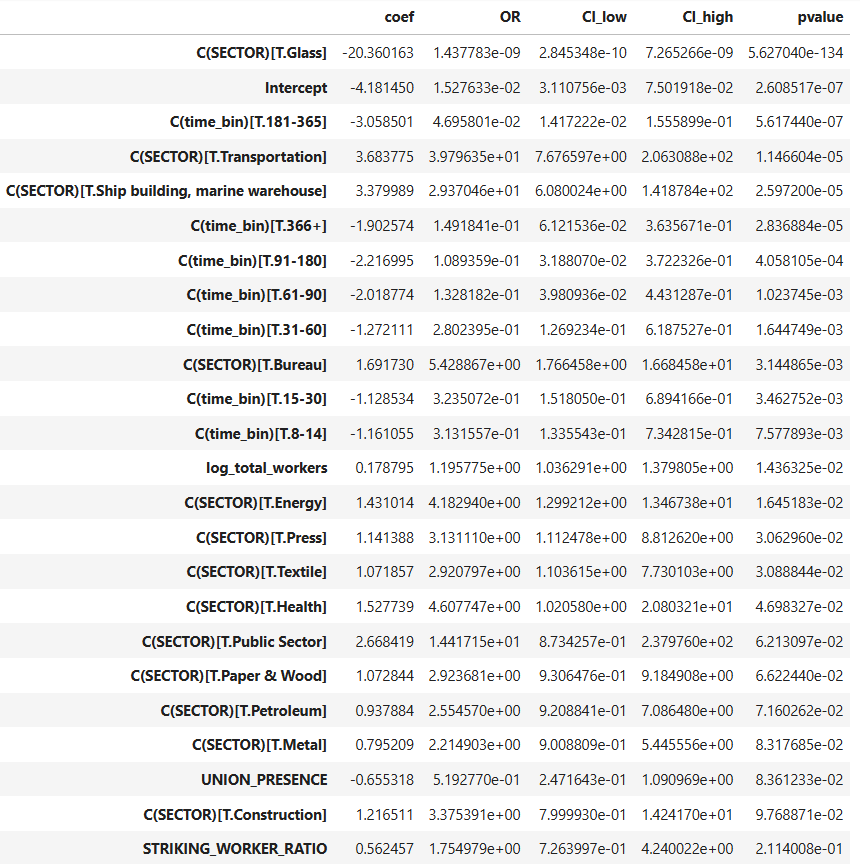 coef OR CI_low CI_high pvalue
C(SECTOR)[T.Glass] -20.360163 1.437783e-09 2.845348e-10 7.265266e-09 5.627040e-134
Intercept -4.181450 1.527633e-02 3.110756e-03 7.501918e-02 2.608517e-07
C(time_bin)[T.181-365] -3.058501 4.695801e-02 1.417222e-02 1.555899e-01 5.617440e-07
C(SECTOR)[T.Transportation] 3.683775 3.979635e+01 7.676597e+00 2.063088e+02 1.146604e-05
C(SECTOR)[T.Ship building, marine warehouse] 3.379989 2.937046e+01 6.080024e+00 1.418784e+02 2.597200e-05
C(time_bin)[T.366+] -1.902574 1.491841e-01 6.121536e-02 3.635671e-01 2.836884e-05
C(time_bin)[T.91-180] -2.216995 1.089359e-01 3.188070e-02 3.722326e-01 4.058105e-04
C(time_bin)[T.61-90] -2.018774 1.328182e-01 3.980936e-02 4.431287e-01 1.023745e-03
C(time_bin)[T.31-60] -1.272111 2.802395e-01 1.269234e-01 6.187527e-01 1.644749e-03
C(SECTOR)[T.Bureau] 1.691730 5.428867e+00 1.766458e+00 1.668458e+01 3.144865e-03
C(time_bin)[T.15-30] -1.128534 3.235072e-01 1.518050e-01 6.894166e-01 3.462752e-03
C(time_bin)[T.8-14] -1.161055 3.131557e-01 1.335543e-01 7.342815e-01 7.577893e-03
log_total_workers 0.178795 1.195775e+00 1.036291e+00 1.379805e+00 1.436325e-02
C(SECTOR)[T.Energy] 1.431014 4.182940e+00 1.299212e+00 1.346738e+01 1.645183e-02
C(SECTOR)[T.Press] 1.141388 3.131110e+00 1.112478e+00 8.812620e+00 3.062960e-02
C(SECTOR)[T.Textile] 1.071857 2.920797e+00 1.103615e+00 7.730103e+00 3.088844e-02
C(SECTOR)[T.Health] 1.527739 4.607747e+00 1.020580e+00 2.080321e+01 4.698327e-02
C(SECTOR)[T.Public Sector] 2.668419 1.441715e+01 8.734257e-01 2.379760e+02 6.213097e-02
C(SECTOR)[T.Paper & Wood] 1.072844 2.923681e+00 9.306476e-01 9.184908e+00 6.622440e-02
C(SECTOR)[T.Petroleum] 0.937884 2.554570e+00 9.208841e-01 7.086480e+00 7.160262e-02
C(SECTOR)[T.Metal] 0.795209 2.214903e+00 9.008809e-01 5.445556e+00 8.317685e-02
UNION_PRESENCE -0.655318 5.192770e-01 2.471643e-01 1.090969e+00 8.361233e-02
C(SECTOR)[T.Construction] 1.216511 3.375391e+00 7.999930e-01 1.424170e+01 9.768871e-02
STRIKING_WORKER_RATIO 0.562457 1.754979e+00 7.263997e-01 4.240022e+00 2.114008e-01